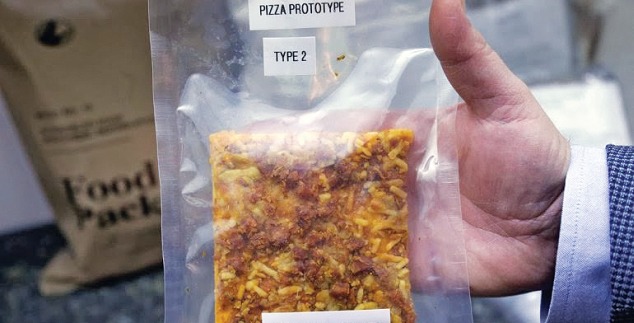 PIZZA PROTOTYPE
TYPE 2
Food
Pack